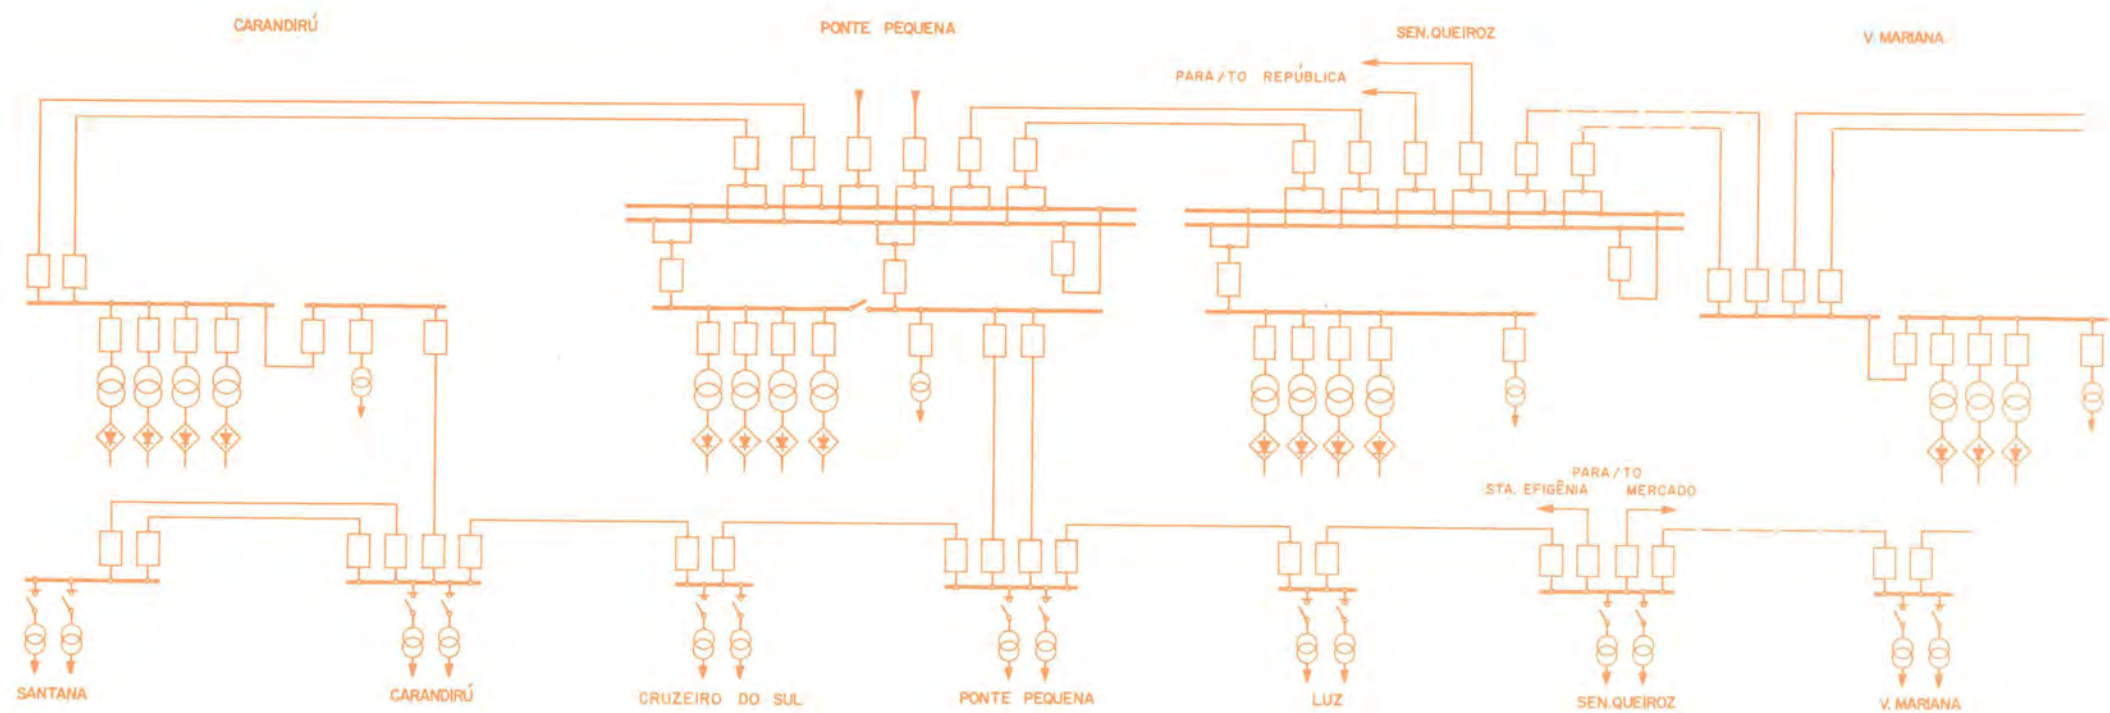 CARANDIRÚ
PONTE PEQUENA
SEN.QUEIROZ
V. MARIANA
PARA/TO REPÚBLICA
PARA/TO
STA. EFIGÊNIA MERCADO
SANTANA
CARANDIRÚ
CRUZEIRO DO SUL
PONTE PEQUENA
LUZ
SEN.QUEIROZ
V. MARIANA